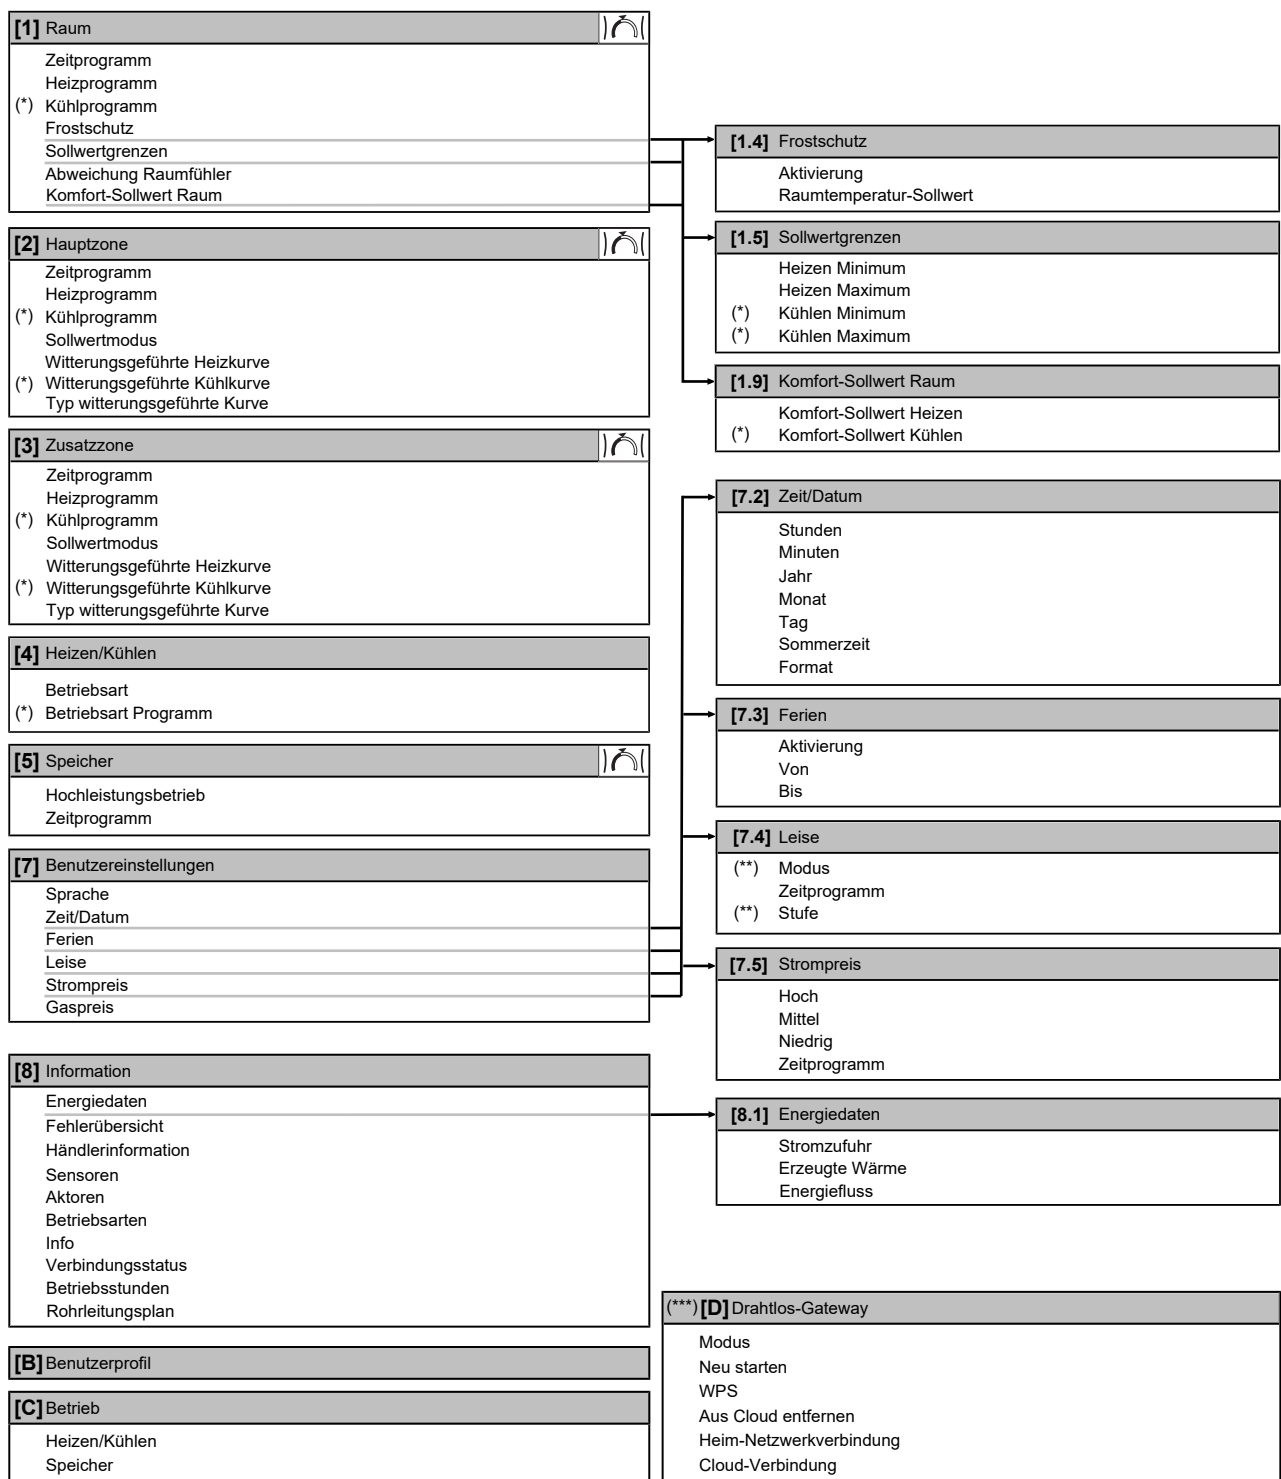 [1] Raum
Zeitprogramm
Heizprogramm
(*) Kühlprogramm
Frostschutz
Sollwertgrenzen
Abweichung Raumfühler
Komfort-Sollwert Raum
[2] Hauptzone
Zeitprogramm
Heizprogramm
(*) Kühlprogramm
Sollwertmodus
Witterungsgeführte Heizkurve
(*) Witterungsgeführte Kühlkurve
Typ witterungsgeführte Kurve
[3] Zusatzzone
Zeitprogramm
Heizprogramm
(*) Kühlprogramm
Sollwertmodus
Witterungsgeführte Heizkurve
(*) Witterungsgeführte Kühlkurve
Typ witterungsgeführte Kurve
[4] Heizen/Kühlen
Betriebsart
(*) Betriebsart Programm
[5] Speicher
Hochleistungsbetrieb
Zeitprogramm
[7] Benutzereinstellungen
Sprache
Zeit/Datum
Ferien
Leise
Strompreis
Gaspreis
[8] Information
Energiedaten
Fehlerübersicht
Händlerinformation
Sensoren
Aktoren
Betriebsarten
Info
Verbindungsstatus
Betriebsstunden
Rohrleitungsplan
[B] Benutzerprofil
[C] Betrieb
Heizen/Kühlen
Speicher
[1.4] Frostschutz
Aktivierung
Raumtemperatur-Sollwert
[1.5] Sollwertgrenzen
Heizen Minimum
Heizen Maximum
(*) Kühlen Minimum
(*) Kühlen Maximum
[1.9] Komfort-Sollwert Raum
Komfort-Sollwert Heizen
(*) Komfort-Sollwert Kühlen
[7.2] Zeit/Datum
Stunden
Minuten
Jahr
Monat
Tag
Sommerzeit
Format
[7.3] Ferien
Aktivierung
Von
Bis
[7.4] Leise
(**) Modus
Zeitprogramm
(**) Stufe
[7.5] Strompreis
Hoch
Mittel
Niedrig
Zeitprogramm
[8.1] Energiedaten
Stromzufuhr
Erzeugte Wärme
Energiefluss
(***) [D] Drahtlos-Gateway
Modus
Neu starten
WPS
Aus Cloud entfernen
Heim-Netzwerkverbindung
Cloud-Verbindung